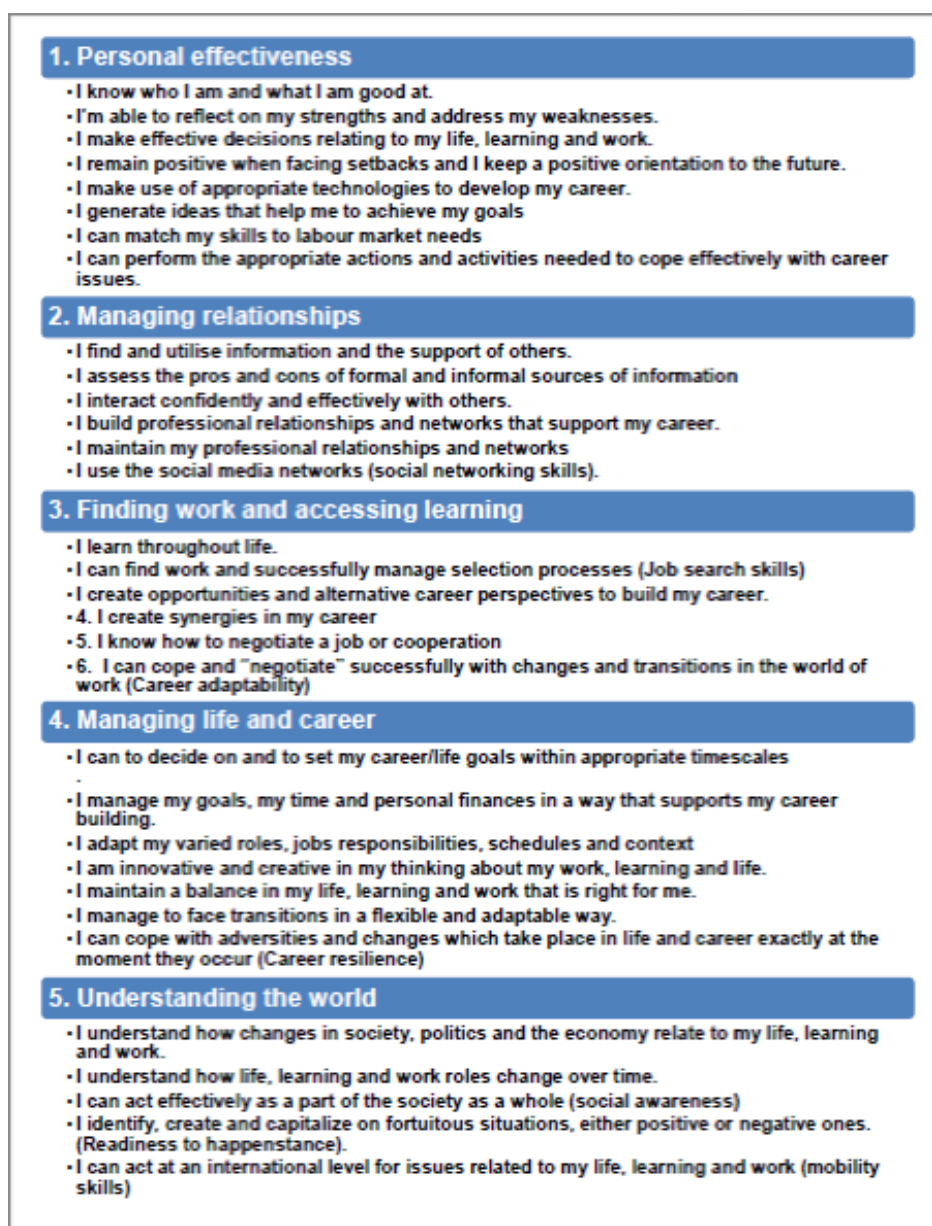 1. Personal effectiveness
• I know who I am and what I am good at.
• I'm able to reflect on my strengths and address my weaknesses.
• I make effective decisions relating to my life, learning and work.
• I remain positive when facing setbacks and I keep a positive orientation to the future.
• I make use of appropriate technologies to develop my career.
• I generate ideas that help me to achieve my goals
• I can match my skills to labour market needs
• I can perform the appropriate actions and activities needed to cope effectively with career
issues.
2. Managing relationships
• I find and utilise information and the support of others.
• I assess the pros and cons of formal and informal sources of information
• I interact confidently and effectively with others.
• I build professional relationships and networks that support my career.
• I maintain my professional relationships and networks
• I use the social media networks (social networking skills).
3. Finding work and accessing learning
• I learn throughout life.
• I can find work and successfully manage selection processes (Job search skills)
• I create opportunities and alternative career perspectives to build my career.
• 4. I create synergies in my career
• 5. I know how to negotiate a job or cooperation
• 6. I can cope and "negotiate" successfully with changes and transitions in the world of
work (Career adaptability)
4. Managing life and career
• I can to decide on and to set my career/life goals within appropriate timescales
.
• I manage my goals, my time and personal finances in a way that supports my career
building.
• I adapt my varied roles, jobs responsibilities, schedules and context
• I am innovative and creative in my thinking about my work, learning and life.
• I maintain a balance in my life, learning and work that is right for me.
• I manage to face transitions in a flexible and adaptable way.
• I can cope with adversities and changes which take place in life and career exactly at the
moment they occur (Career resilience)
5. Understanding the world
• I understand how changes in society, politics and the economy relate to my life, learning
and work.
• I understand how life, learning and work roles change over time.
• I can act effectively as a part of the society as a whole (social awareness)
• I identify, create and capitalize on fortuitous situations, either positive or negative ones.
(Readiness to happenstance).
• I can act at an international level for issues related to my life, learning and work (mobility
skills)